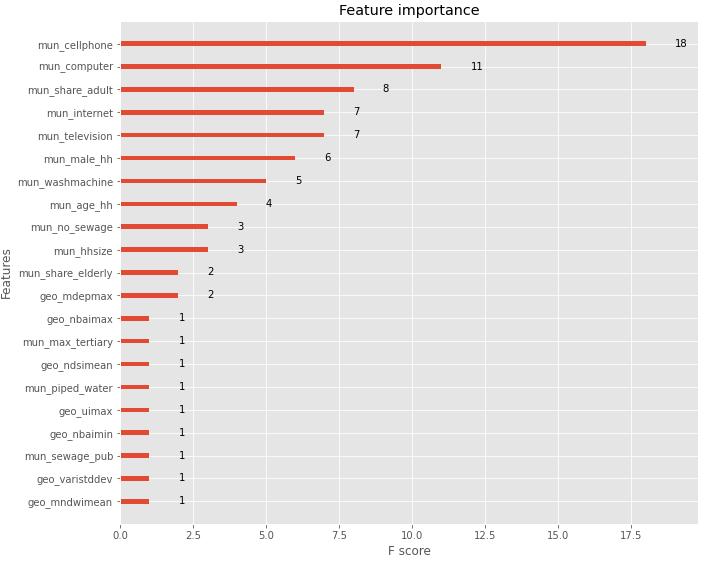 Feature importance
mun_cellphone 18
mun_computer 11
mun_share_adult 8
mun_internet 7
mun_television 7
mun_male_hh 6
mun_washmachine 5
mun_age_hh 4
mun_no_sewage 3
mun_hhsize 3
mun_share_elderly 2
geo_mdepmax 2
geo_nbaimax 1
mun_max_tertiary 1
geo_ndsimean 1
mun_piped_water 1
geo_uimax 1
geo_nbaimin 1
mun_sewage_pub 1
geo_varistddev 1
geo_mndwimean 1
Features
0.0 2.5 5.0 7.5 10.0 12.5 15.0 17.5
F score